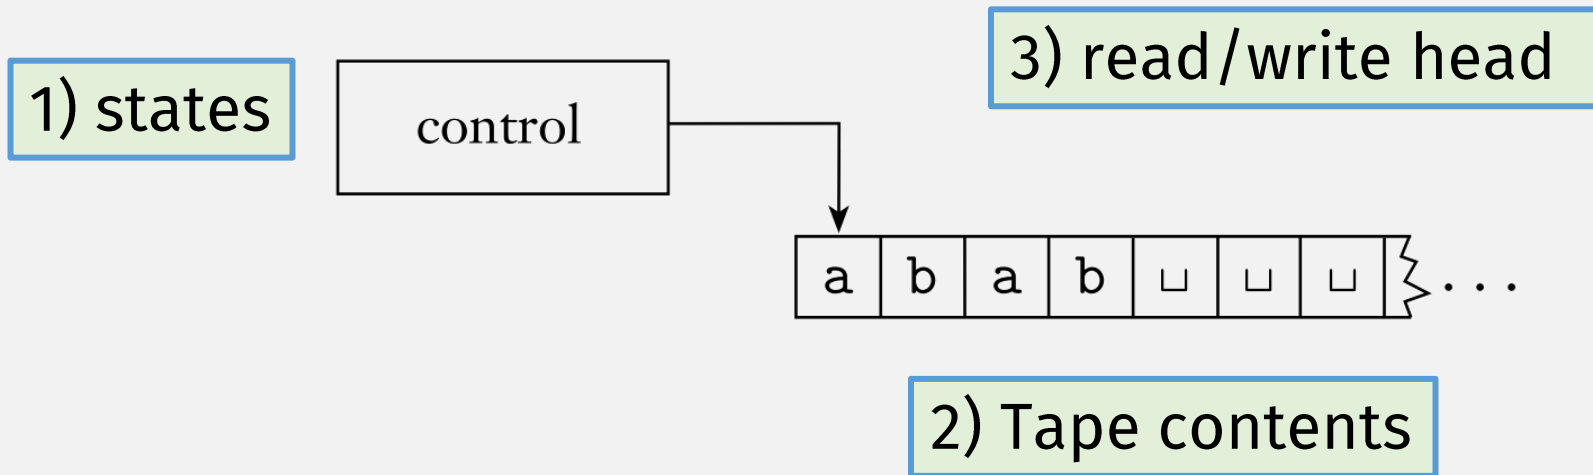 3) read/write head
1) states
control
a b a b ␣ ␣ ␣ ...
2) Tape contents